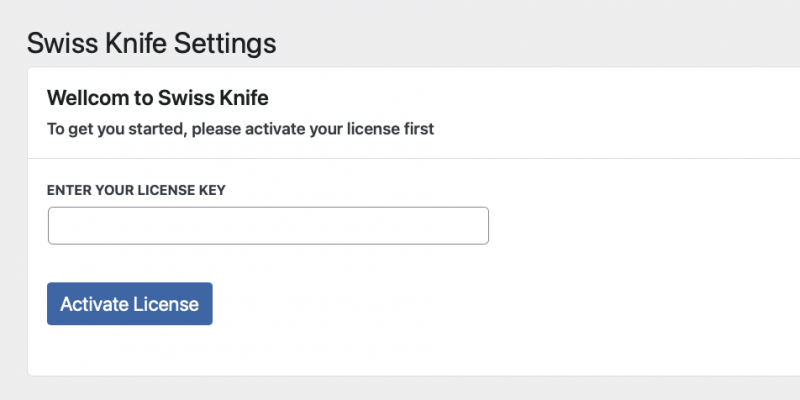 Swiss Knife Settings
Wellcom to Swiss Knife
To get you started, please activate your license first
ENTER YOUR LICENSE KEY
Activate License